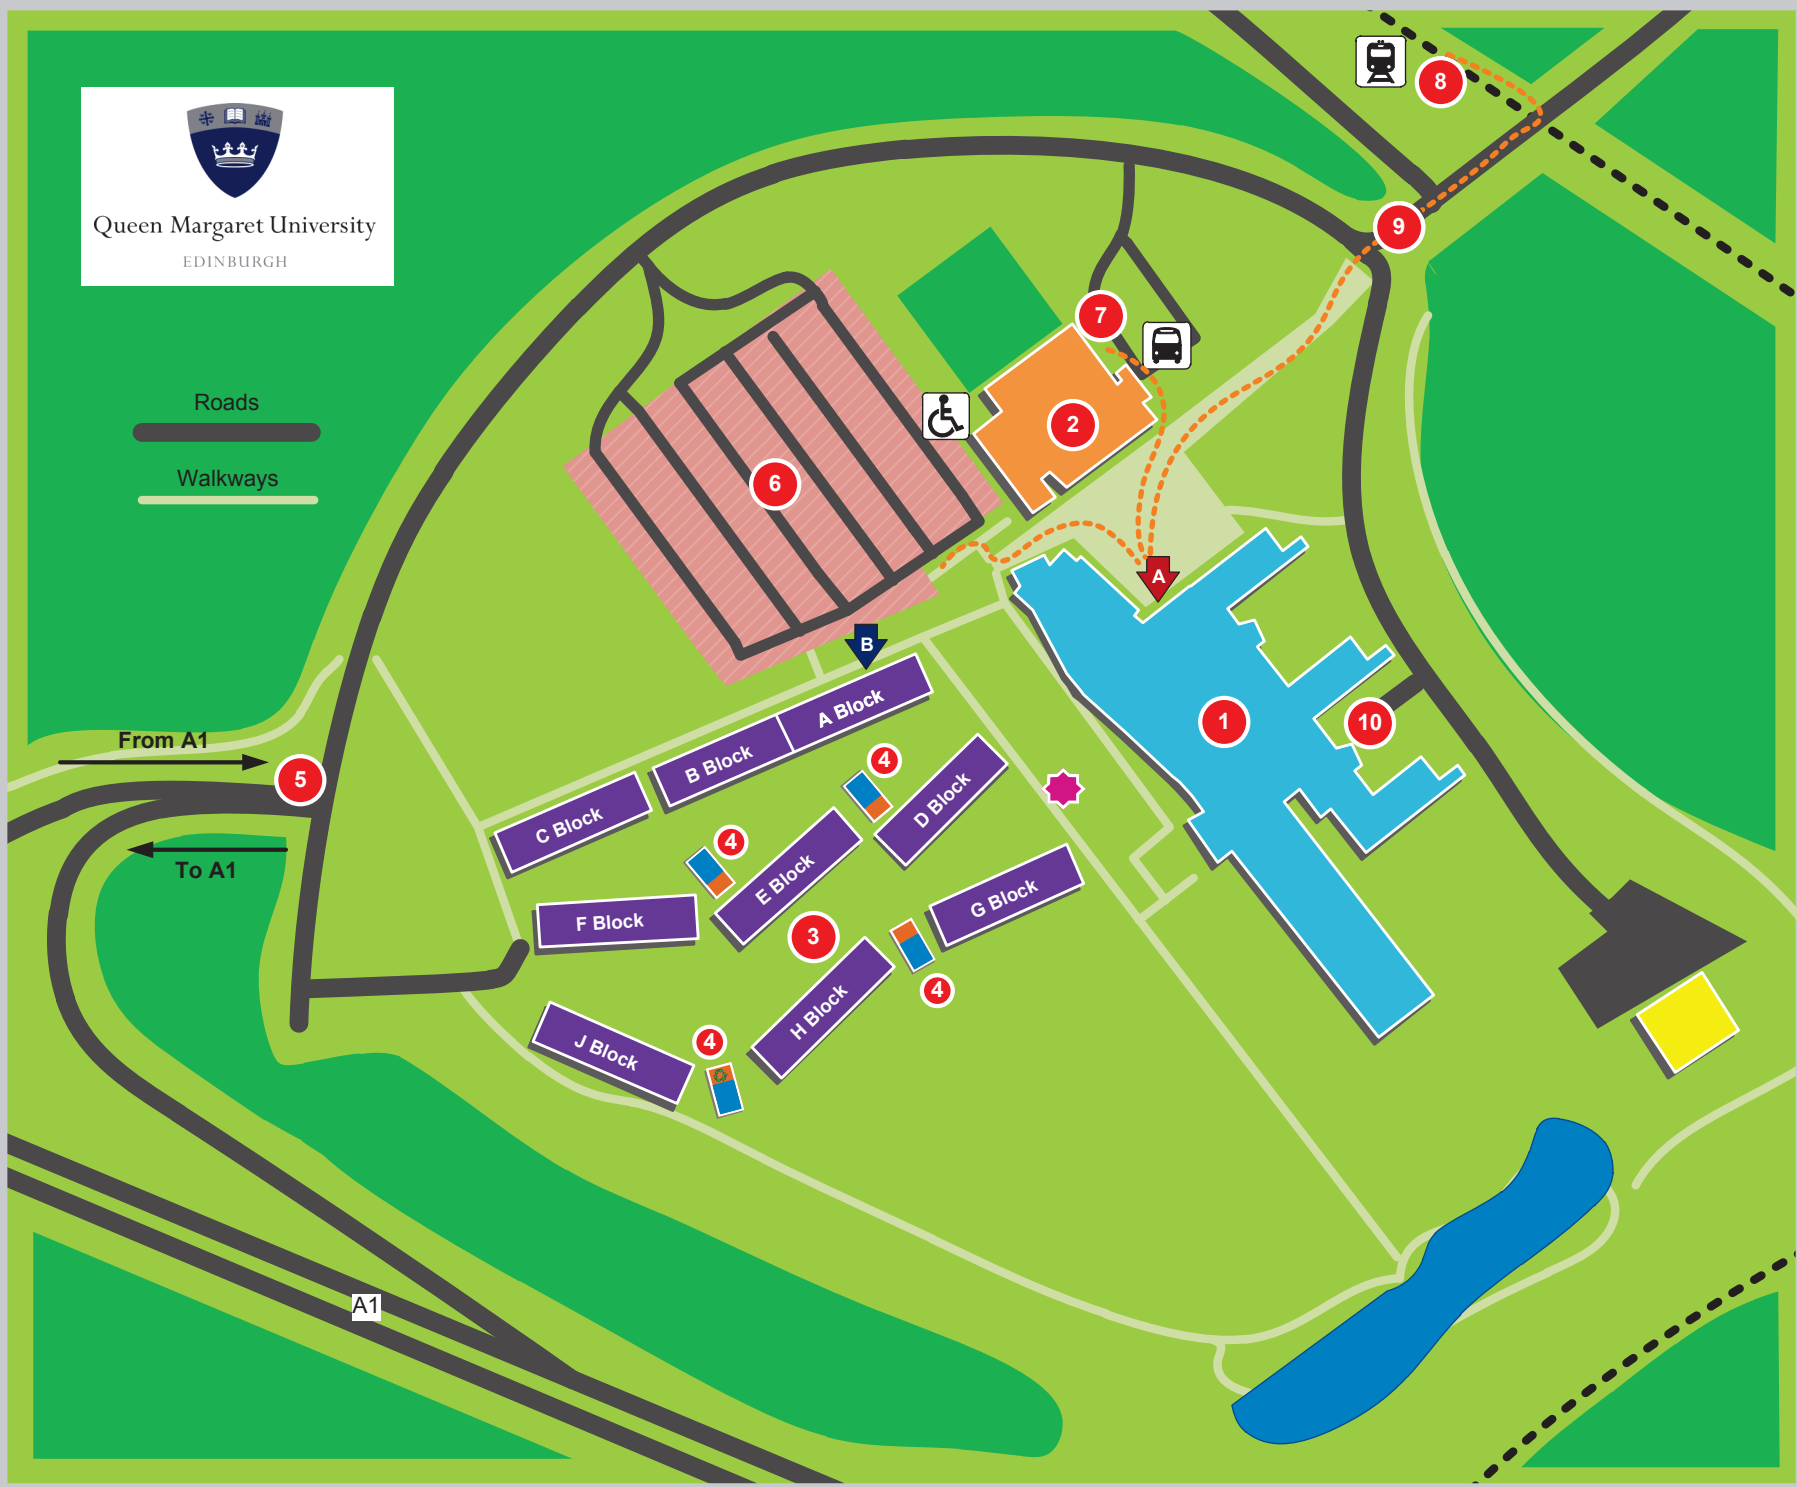 Queen Margaret University
EDINBURGH
Roads
Walkways
8
9
7
2
6
A
B
A Block
B Block
C Block
1
10
From A1
5
To A1
4
D Block
4
E Block
F Block
G Block
3
4
H Block
J Block
4
A1